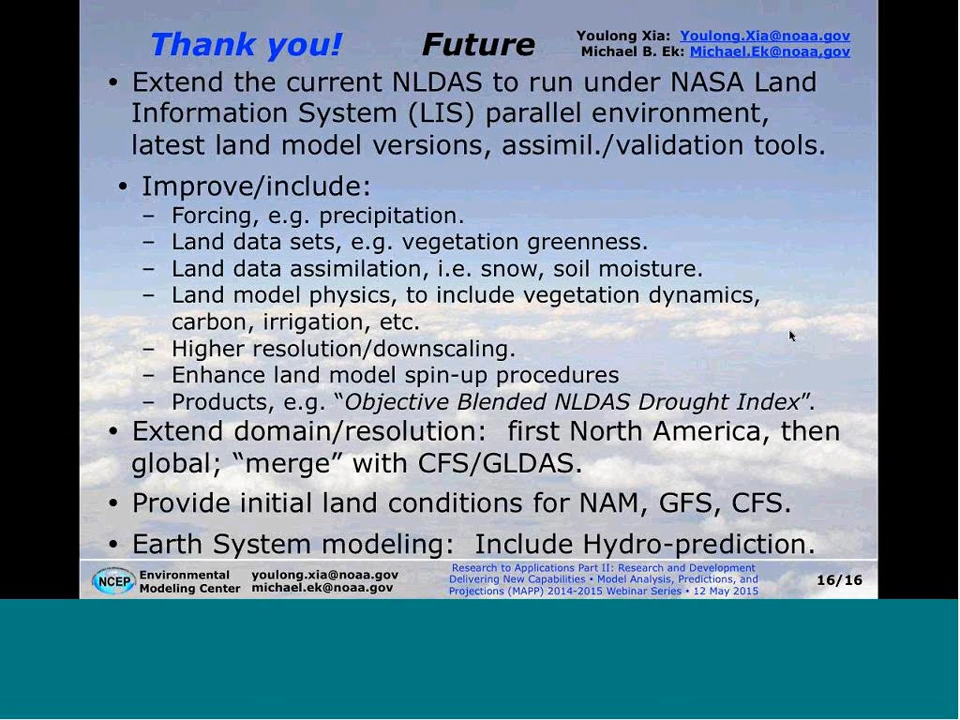 Thank you! Future Youlong Xia: Youlong.Xia@noaa.gov
Michael B. Ek: Michael.Ek@noaa,gov
• Extend the current NLDAS to run under NASA Land
Information System (LIS) parallel environment,
latest land model versions, assimil./validation tools.
• Improve/include:
– Forcing, e.g. precipitation.
– Land data sets, e.g. vegetation greenness.
– Land data assimilation, i.e. snow, soil moisture.
– Land model physics, to include vegetation dynamics,
carbon, irrigation, etc.
– Higher resolution/downscaling.
– Enhance land model spin-up procedures
– Products, e.g. “Objective Blended NLDAS Drought Index”.
• Extend domain/resolution: first North America, then
global; “merge” with CFS/GLDAS.
• Provide initial land conditions for NAM, GFS, CFS.
• Earth System modeling: Include Hydro-prediction.
NCEP
Environmental
Modeling Center
youlong.xia@noaa.gov
michael.ek@noaa.gov
Research to Applications Part II: Research and Development
Delivering New Capabilities • Model Analysis, Predictions, and
Projections (MAPP) 2014-2015 Webinar Series • 12 May 2015
16/16